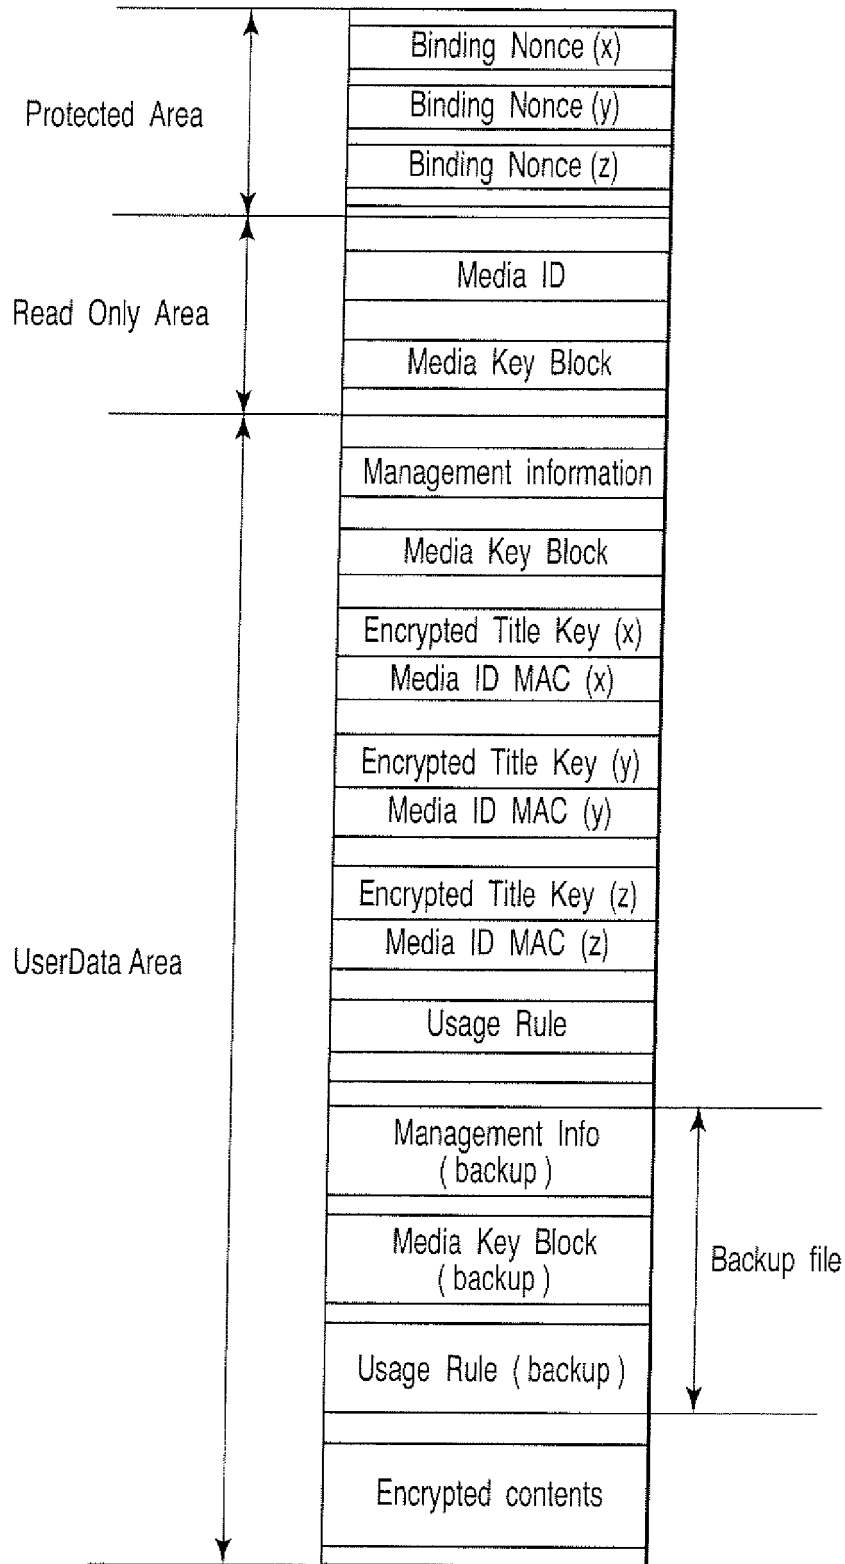 Binding Nonce (x)
Protected Area
Binding Nonce (y)
Binding Nonce (z)
Media ID
Read Only Area
Media Key Block
Management information
Media Key Block
Encrypted Title Key (x)
Media ID MAC (x)
Encrypted Title Key (y)
Media ID MAC (y)
Encrypted Title Key (z)
Media ID MAC (z)
UserData Area
Usage Rule
Management Info
(backup)
Media Key Block
(backup)
Backup file
Usage Rule (backup)
Encrypted contents